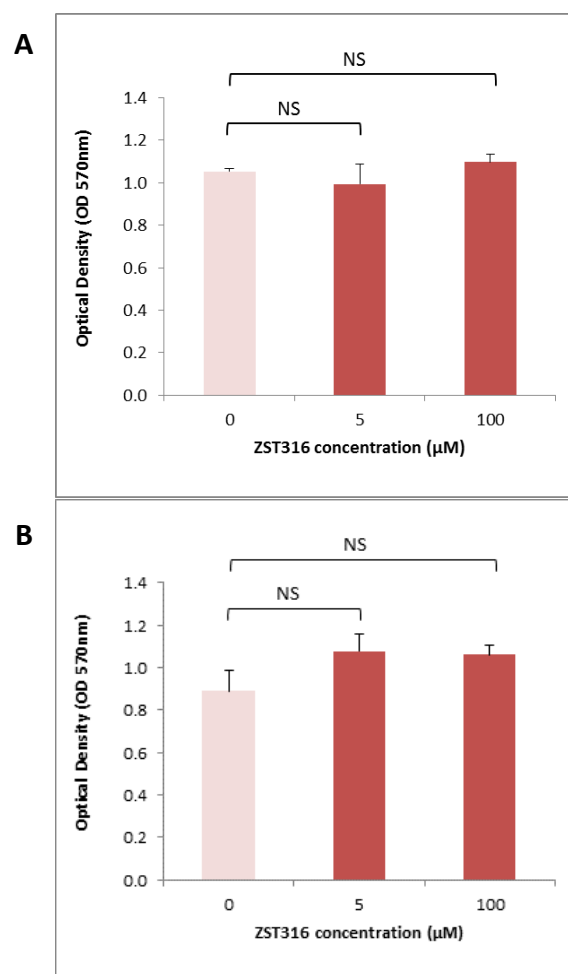 A
NS
NS
1.4
1.2
1.0
0.8
0.6
0.4
0.2
0.0
Optical Density (OD 570nm)
0 5 100
ZST316 concentration (μM)
B
NS
NS
1.4
1.2
1.0
0.8
0.6
0.4
0.2
0.0
Optical Density (OD 570nm)
0 5 100
ZST316 concentration (μM)